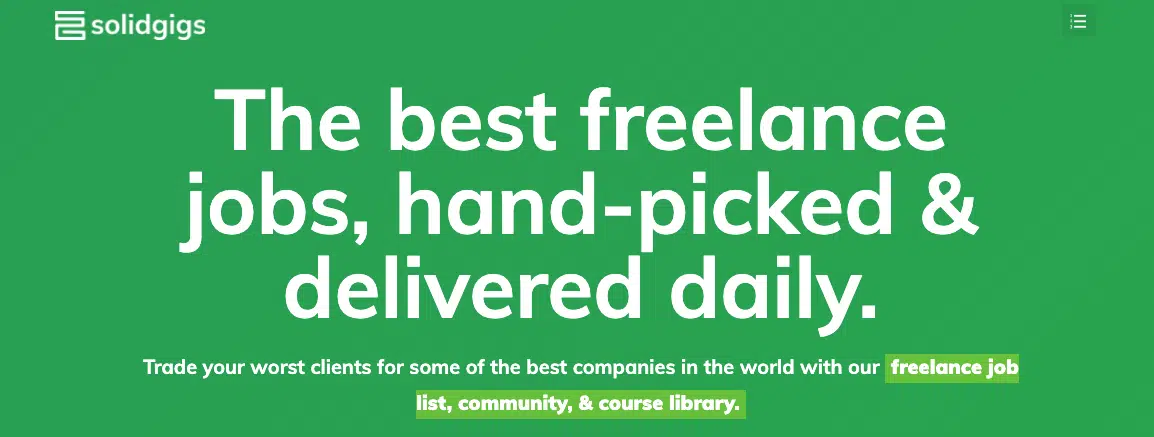 solidgigs
The best freelance
jobs, hand-picked &
delivered daily.
Trade your worst clients for some of the best companies in the world with our freelance job
list, community, & course library.